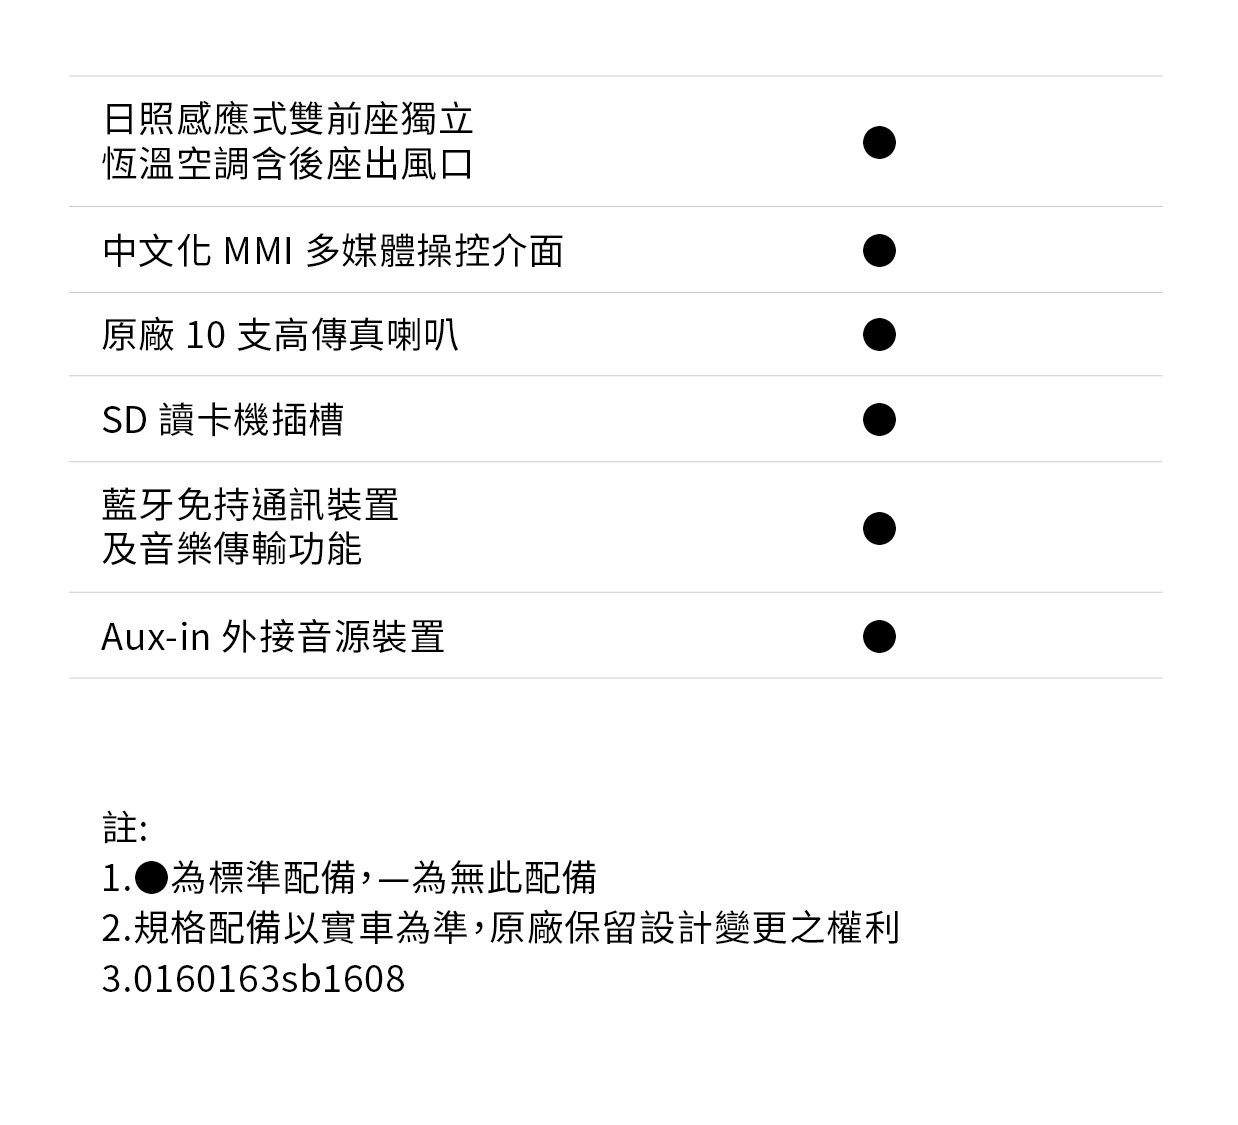 日照感應式雙前座獨立
恆溫空調含後座出風口
●
中文化 MMI 多媒體操控介面 ●
原廠 10 支高傳真喇叭 ●
SD 讀卡機插槽 ●
藍牙免持通訊裝置
及音樂傳輸功能
●
Aux-in 外接音源裝置 ●
註:
1.●為標準配備，—為無此配備
2.規格配備以實車為準，原廠保留設計變更之權利
3.0160163sb1608